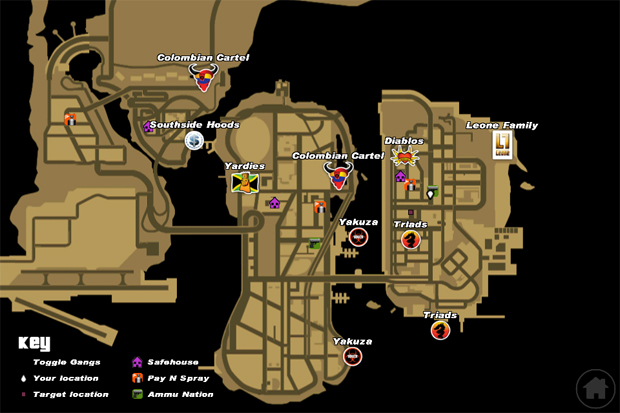 Colombian Cartel
Southside Hoods
Leone Family
Diablos
Colombian Cartel
Yardies
Yakuza
Triads
Triads
Yakuza
Key
Toggle Gangs
Safehouse
Your location
Pay N Spray
Target location
Ammu Nation